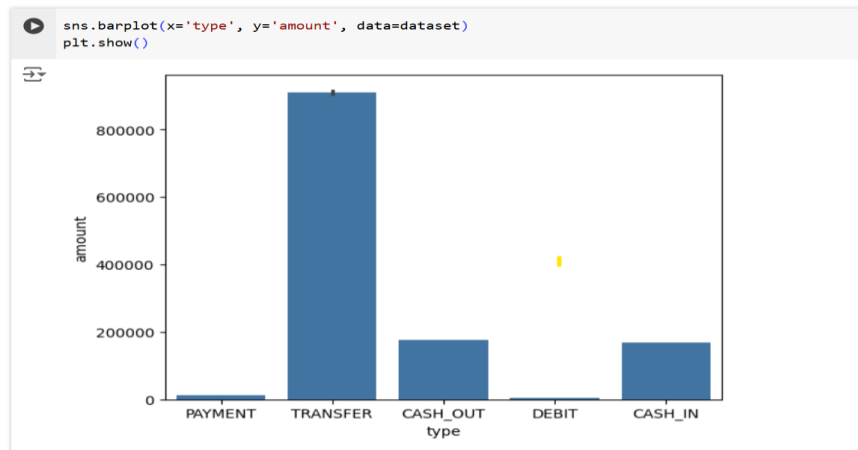 sns.barplot(x='type', y='amount', data=dataset)
plt.show()
800000
600000
amount
400000
200000
0
PAYMENT TRANSFER CASH_OUT DEBIT CASH_IN
type